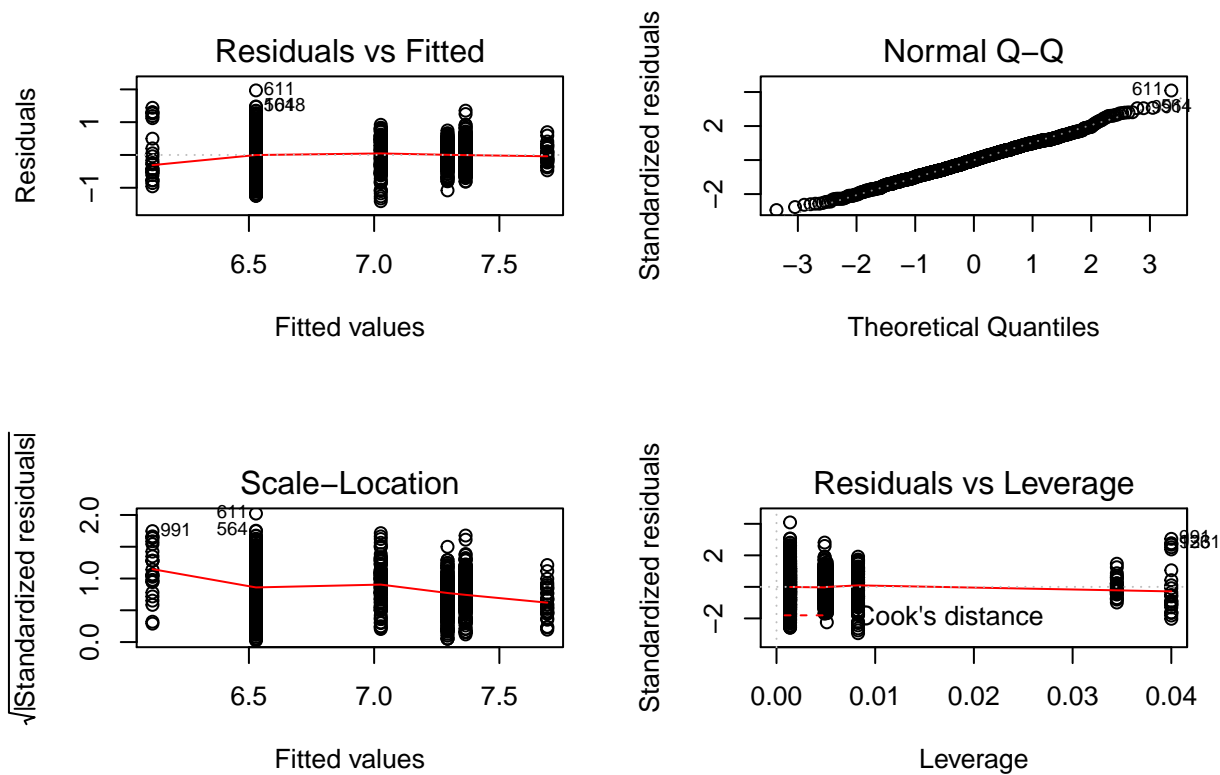 Residuals vs Fitted
Residuals
1
−1
611
6.5
7.0
7.5
Fitted values
Normal Q−Q
Standardized residuals
2
−2
611
−3
−2
−1
0
1
2
3
Theoretical Quantiles
Scale−Location
√|Standardized residuals|
2.0
1.0
0.0
991
611
564
6.5
7.0
7.5
Fitted values
Residuals vs Leverage
Standardized residuals
2
−2
Cook's distance
0.00
0.01
0.02
0.03
0.04
Leverage